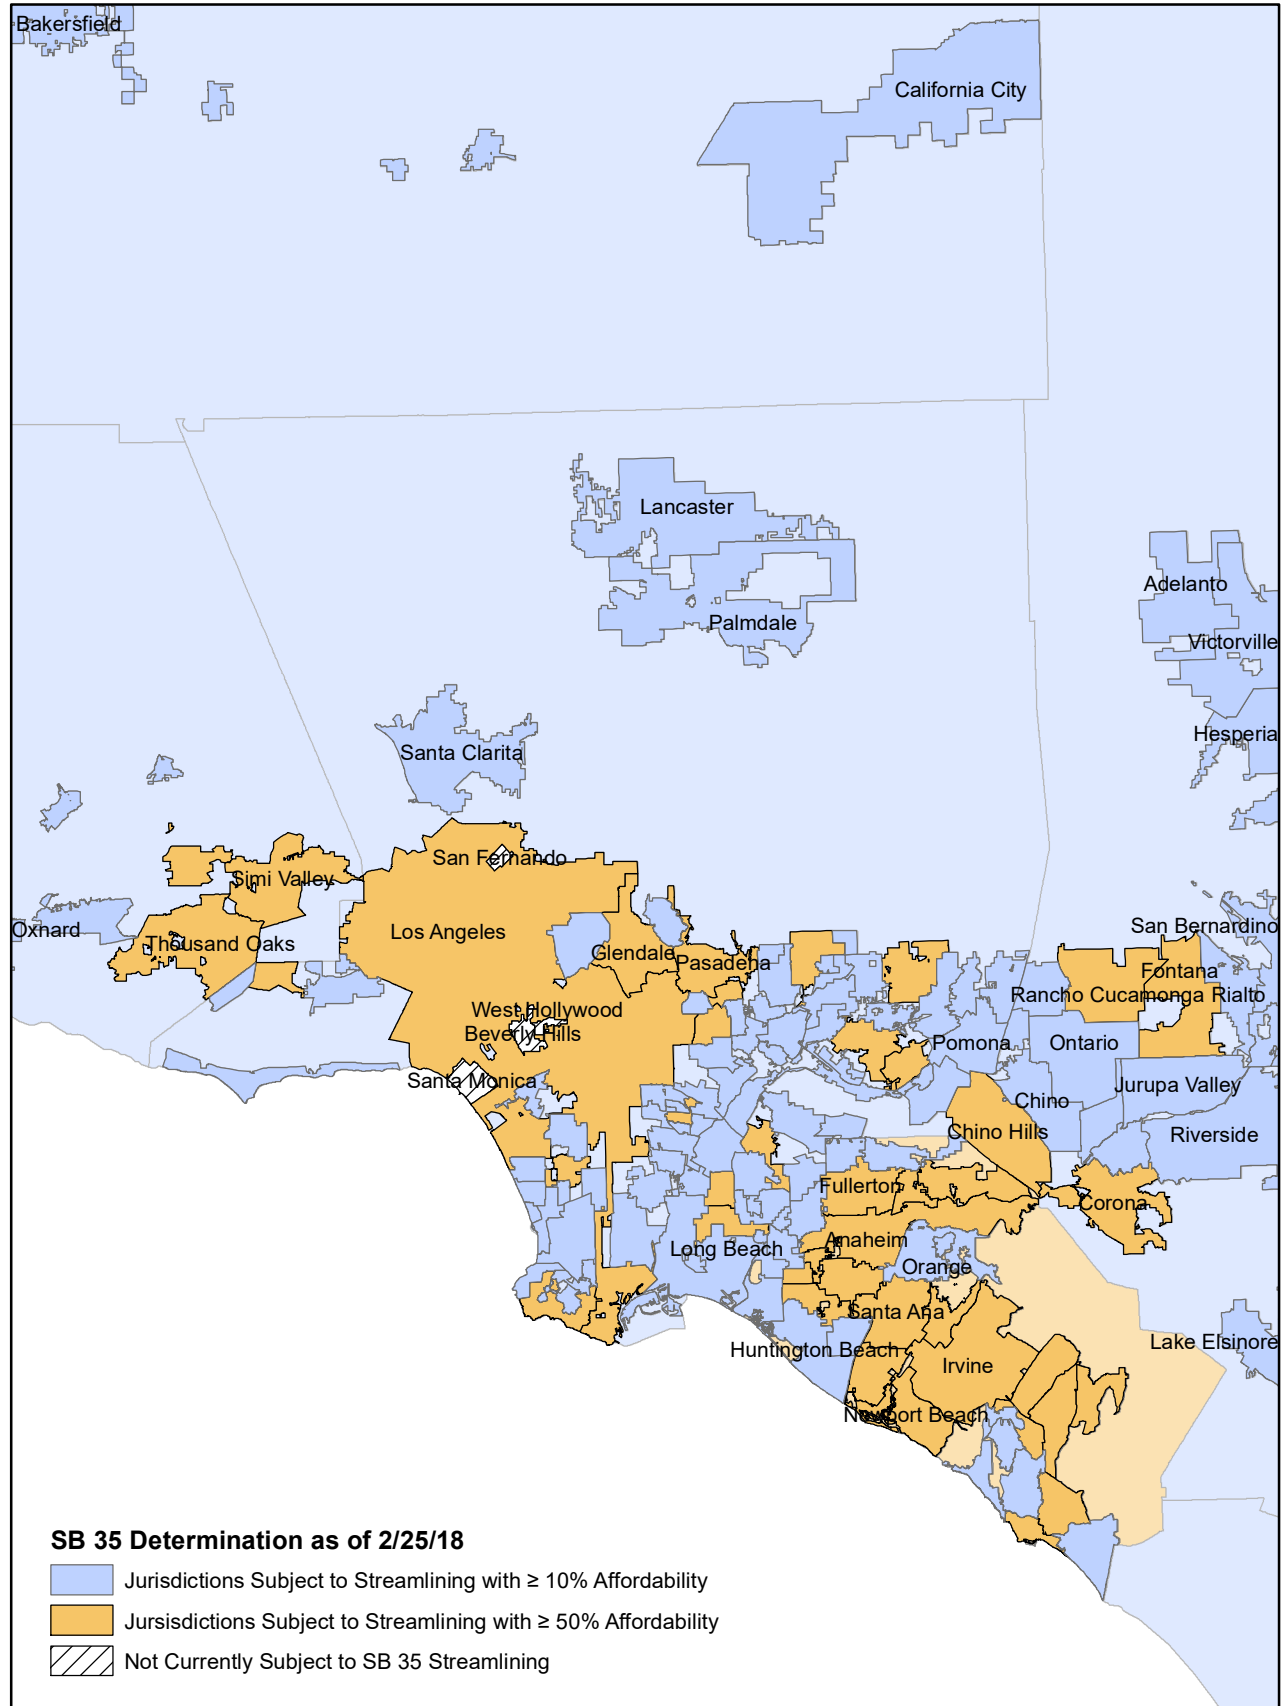 Bakersfield
California City
Lancaster
Adelanto
Palmdale
Victorville
Hesperia
Santa Clarita
San Fernando
Simi Valley
San Bernardino
Oxnard
Los Angeles
Thousand Oaks
Glendale
Pasadena
Fontana
Rancho Cucamonga
Rialto
West Hollywood
Beverly Hills
Pomona
Ontario
Santa Monica
Jurupa Valley
Chino
Chino Hills
Riverside
Fullerton
Corona
Anaheim
Long Beach
Orange
Santa Ana
Huntington Beach
Lake Elsinore
Irvine
Newport Beach
SB 35 Determination as of 2/25/18
Jurisdictions Subject to Streamlining with ≥ 10% Affordability
Jursisdictions Subject to Streamlining with ≥ 50% Affordability
Not Currently Subject to SB 35 Streamlining